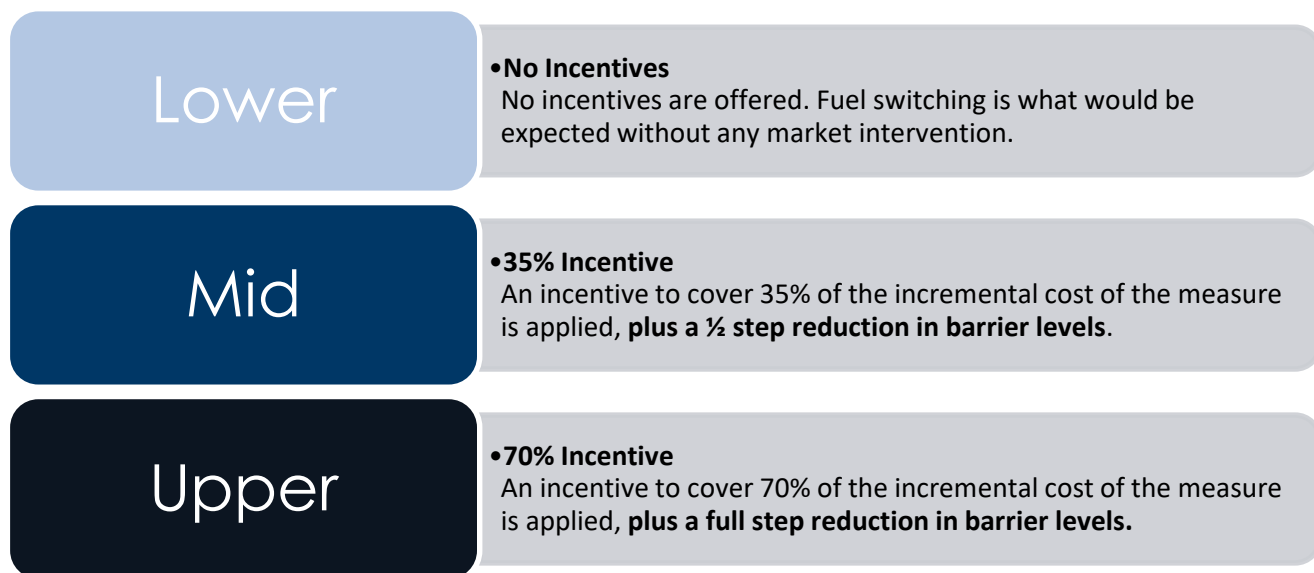 Lower
•No Incentives
No incentives are offered. Fuel switching is what would be
expected without any market intervention.
Mid
•35% Incentive
An incentive to cover 35% of the incremental cost of the measure
is applied, plus a ½ step reduction in barrier levels.
Upper
•70% Incentive
An incentive to cover 70% of the incremental cost of the measure
is applied, plus a full step reduction in barrier levels.